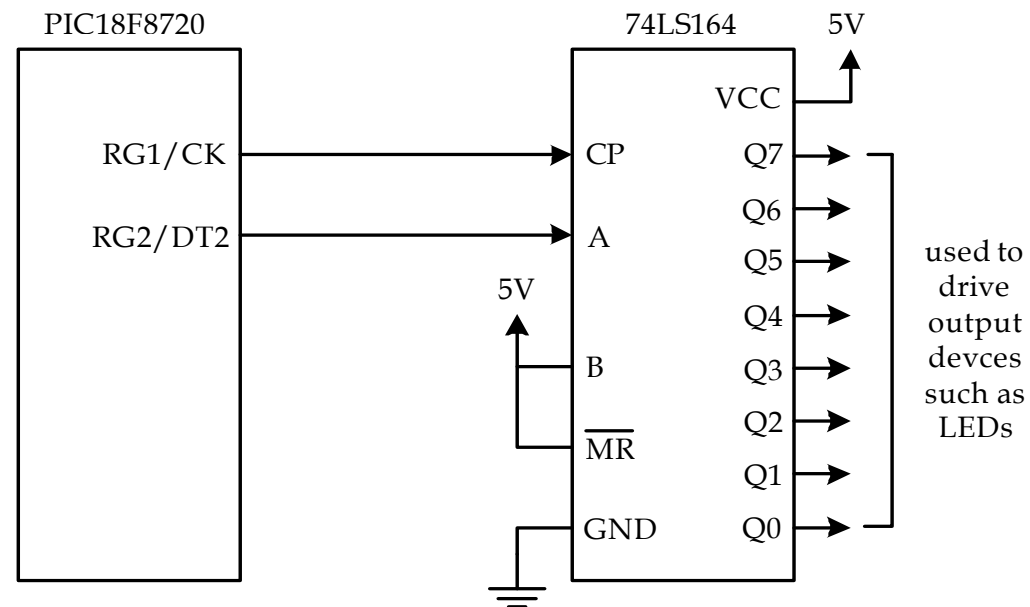 PIC18F8720
74LS164
5V
VCC
RG1/CK
CP
Q7
Q6
RG2/DT2
A
Q5
5V
Q4
B
Q3
Q2
MR
Q1
GND
Q0
used to
drive
output
devces
such as
LEDs